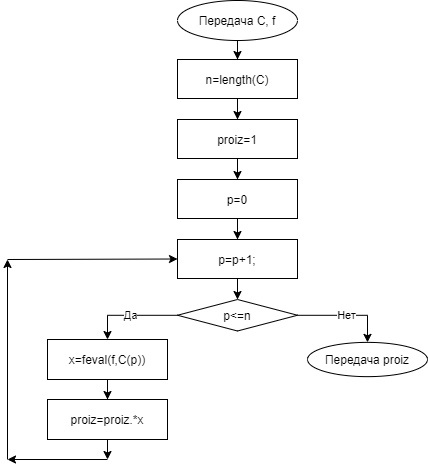 Передача C, f
n=length(C)
proiz=1
p=0
p=p+1;
p<=n
Да
Нет
x=feval(f,C(p))
Передача proiz
proiz=proiz.*x